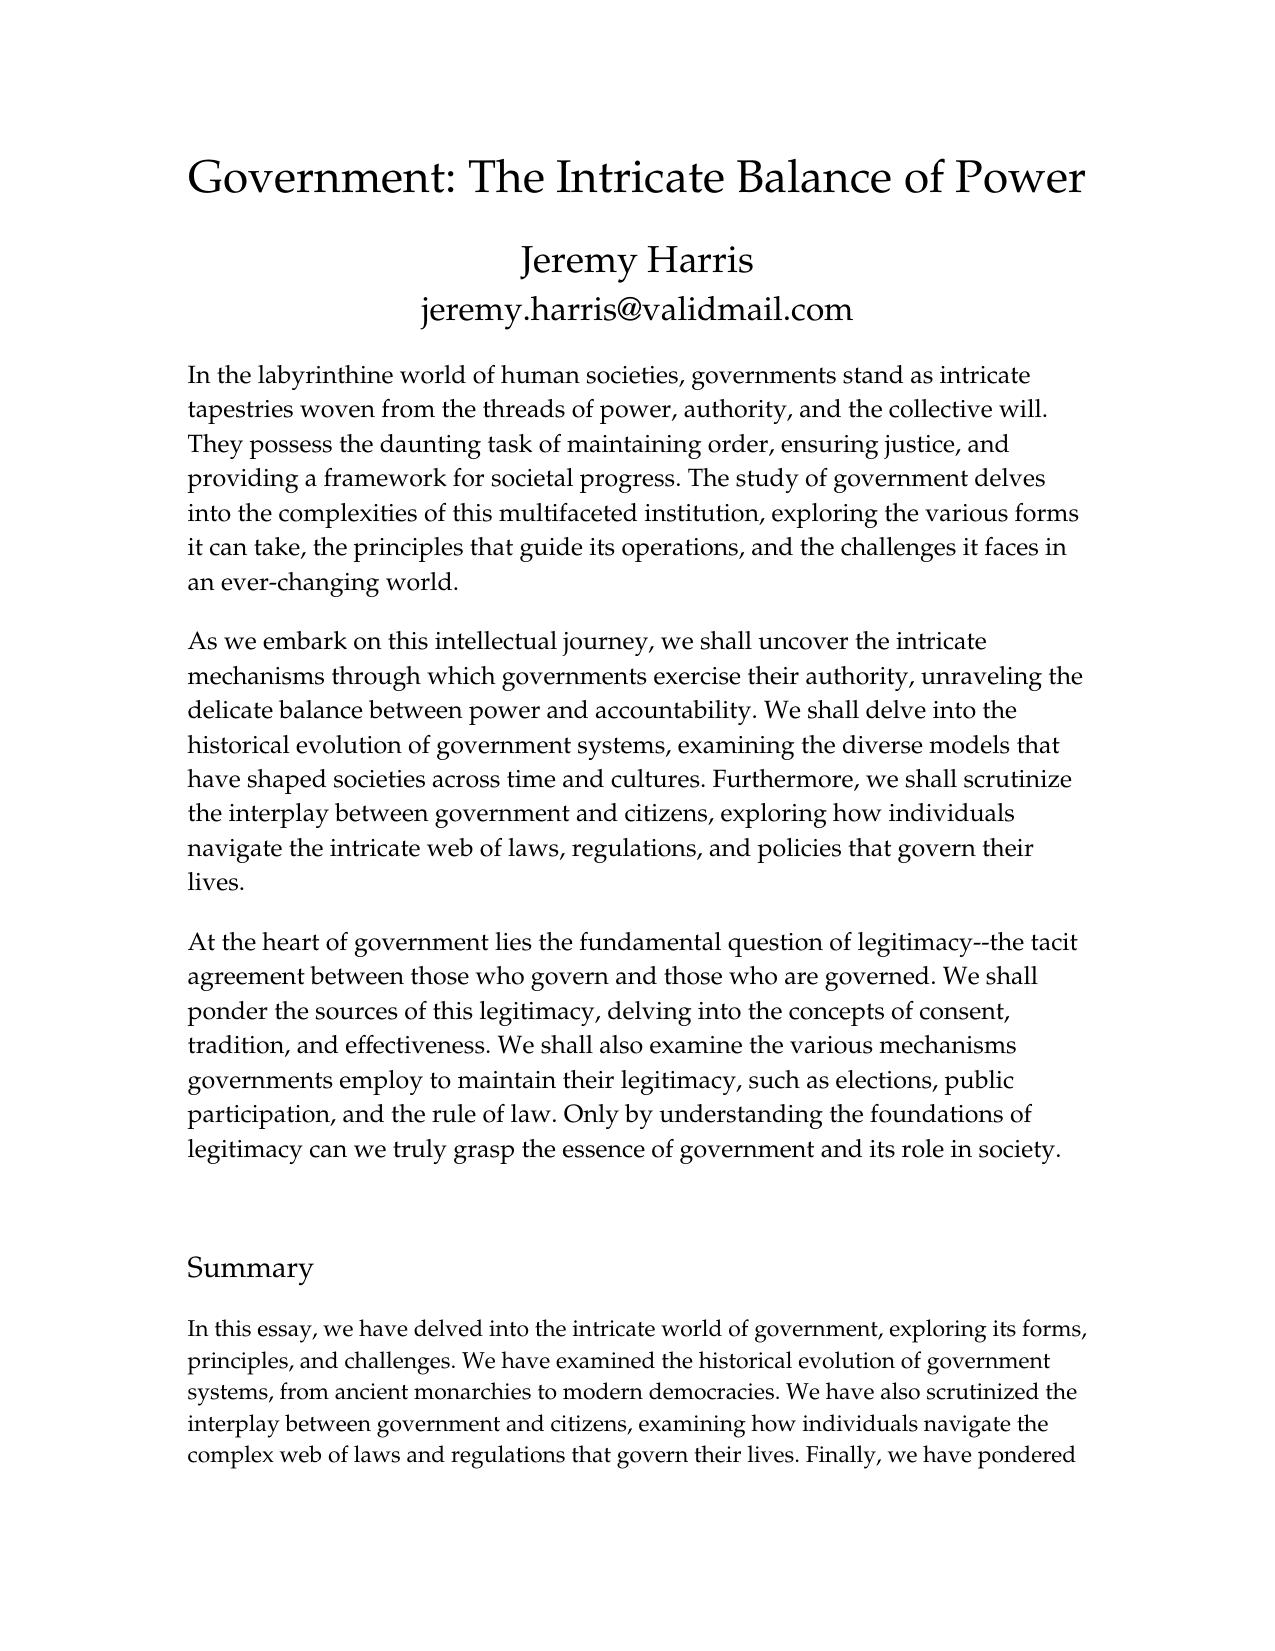 Government: The Intricate Balance of Power
Jeremy Harris
jeremy.harris@validmail.com
In the labyrinthine world of human societies, governments stand as intricate
tapestries woven from the threads of power, authority, and the collective will.
They possess the daunting task of maintaining order, ensuring justice, and
providing a framework for societal progress. The study of government delves
into the complexities of this multifaceted institution, exploring the various forms
it can take, the principles that guide its operations, and the challenges it faces in
an ever-changing world.
As we embark on this intellectual journey, we shall uncover the intricate
mechanisms through which governments exercise their authority, unraveling the
delicate balance between power and accountability. We shall delve into the
historical evolution of government systems, examining the diverse models that
have shaped societies across time and cultures. Furthermore, we shall scrutinize
the interplay between government and citizens, exploring how individuals
navigate the intricate web of laws, regulations, and policies that govern their
lives.
At the heart of government lies the fundamental question of legitimacy--the tacit
agreement between those who govern and those who are governed. We shall
ponder the sources of this legitimacy, delving into the concepts of consent,
tradition, and effectiveness. We shall also examine the various mechanisms
governments employ to maintain their legitimacy, such as elections, public
participation, and the rule of law. Only by understanding the foundations of
legitimacy can we truly grasp the essence of government and its role in society.
Summary
In this essay, we have delved into the intricate world of government, exploring its forms,
principles, and challenges. We have examined the historical evolution of government
systems, from ancient monarchies to modern democracies. We have also scrutinized the
interplay between government and citizens, examining how individuals navigate the
complex web of laws and regulations that govern their lives. Finally, we have pondered